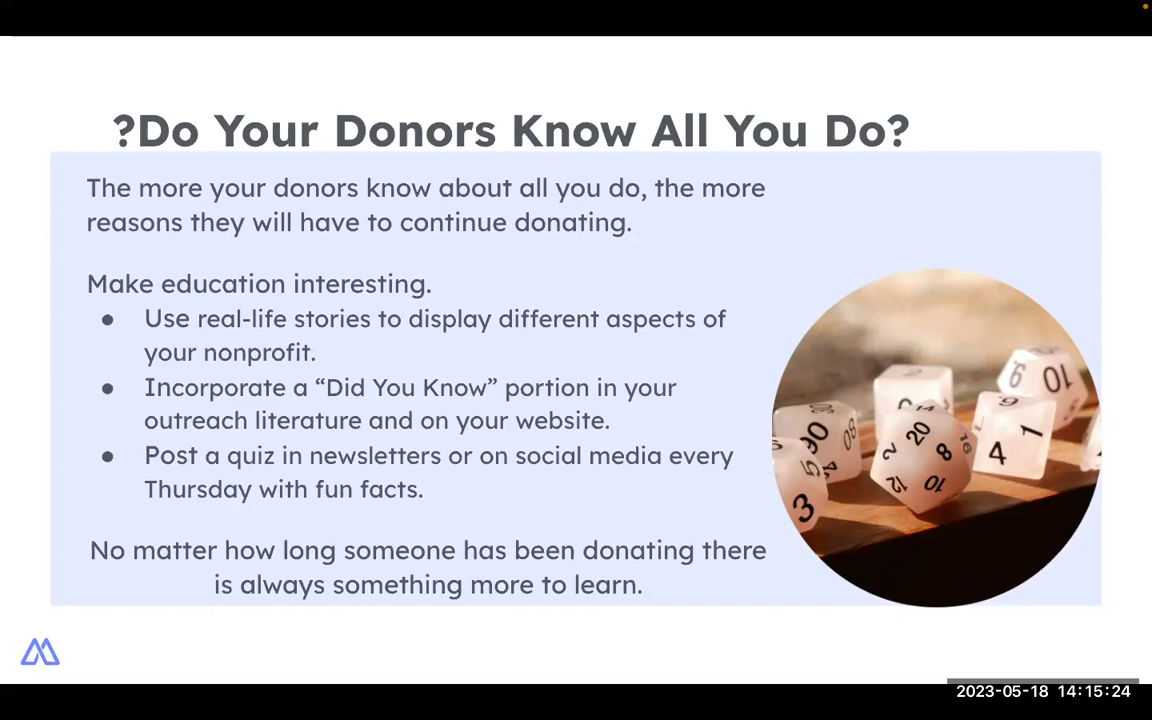 ?Do Your Donors Know All You Do?
The more your donors know about all you do, the more
reasons they will have to continue donating.
Make education interesting.
● Use real-life stories to display different aspects of
your nonprofit.
● Incorporate a “Did You Know” portion in your
outreach literature and on your website.
● Post a quiz in newsletters or on social media every
Thursday with fun facts.
No matter how long someone has been donating there
is always something more to learn.
2023-05-18 14:15:24